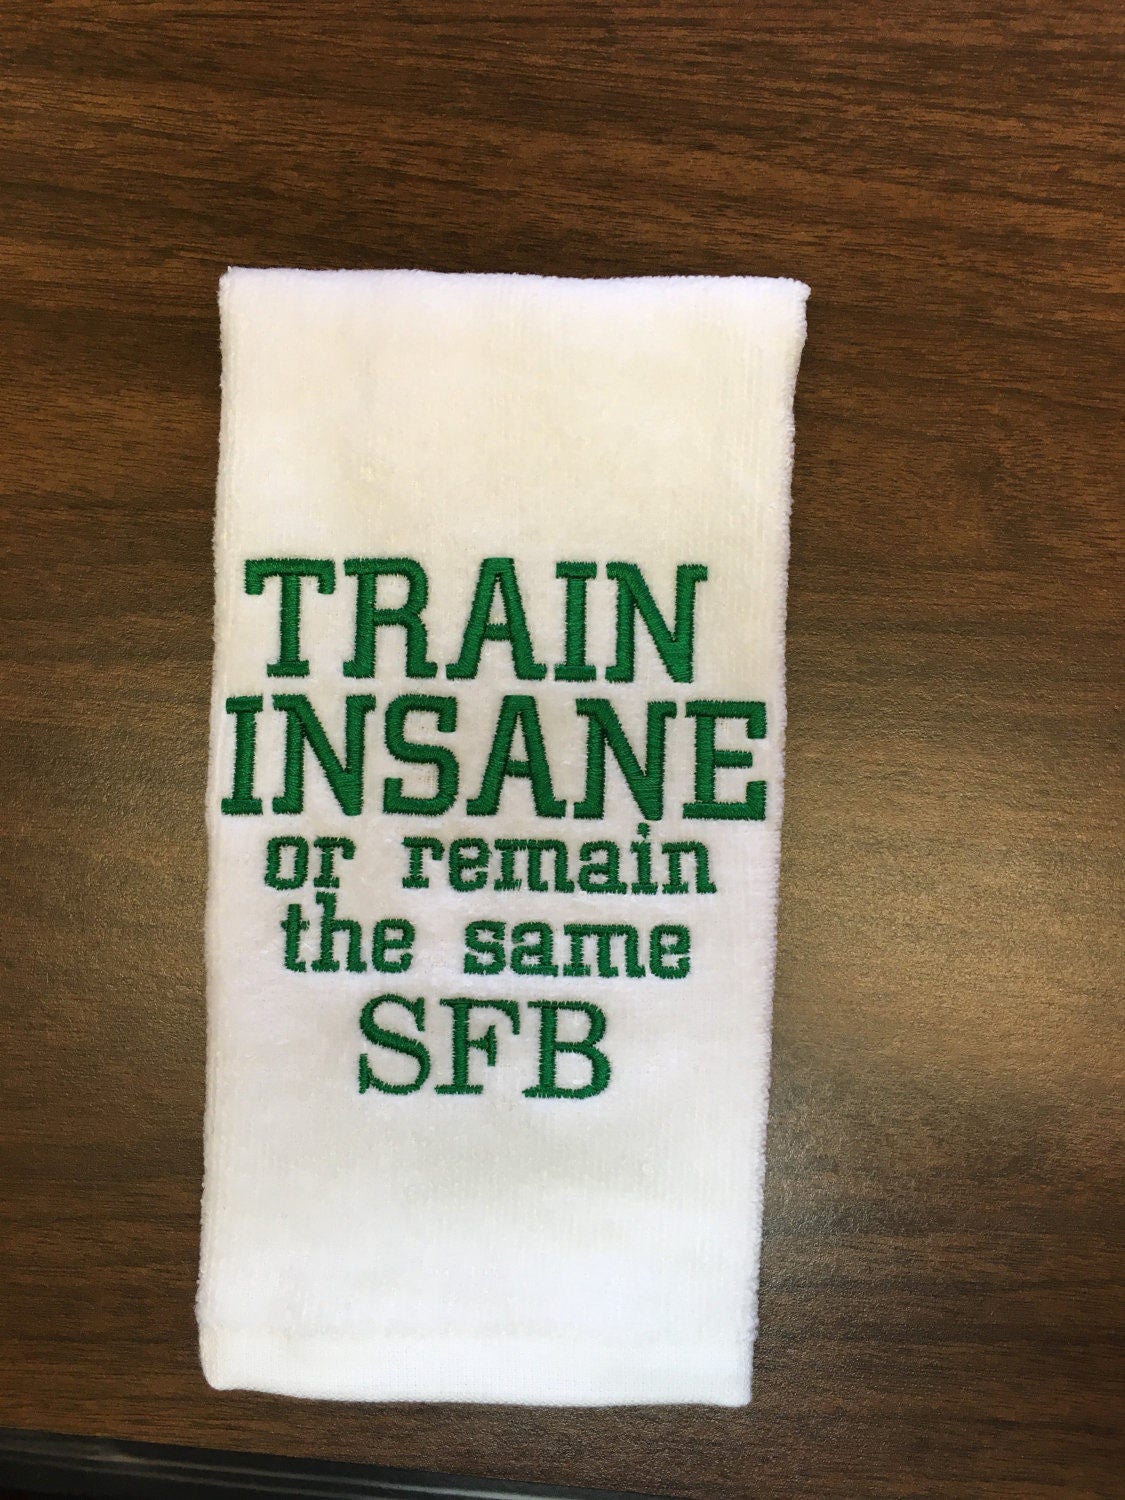 TRAIN
INSANE
or remain
the same
SFB